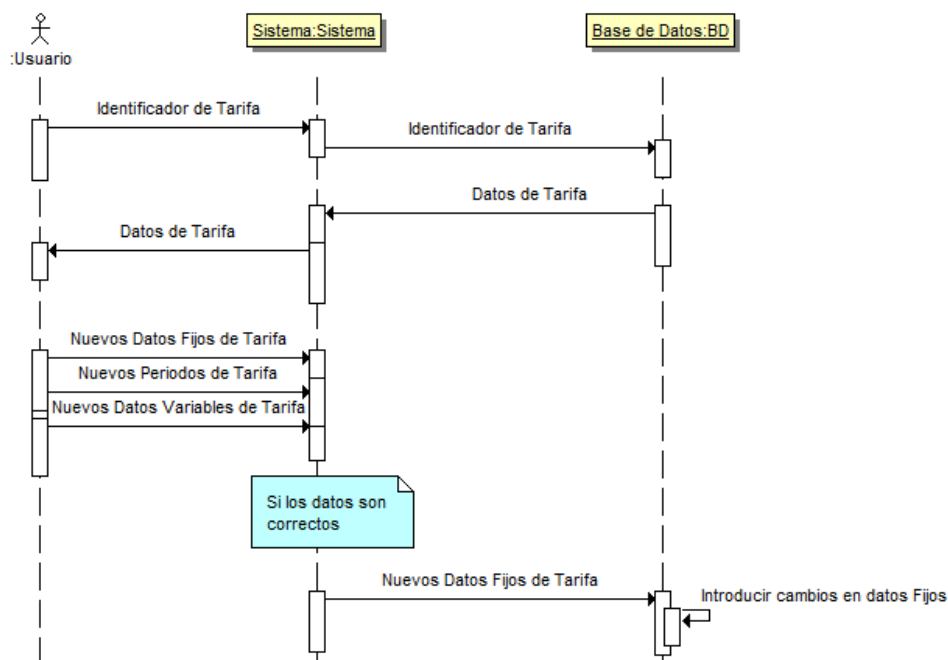 :Usuario
Sistema:Sistema
Base de Datos:BD
Identificador de Tarifa
Identificador de Tarifa
Datos de Tarifa
Datos de Tarifa
Nuevos Datos Fijos de Tarifa
Nuevos Periodos de Tarifa
Nuevos Datos Variables de Tarifa
Si los datos son
correctos
Nuevos Datos Fijos de Tarifa
Introducir cambios en datos Fijos